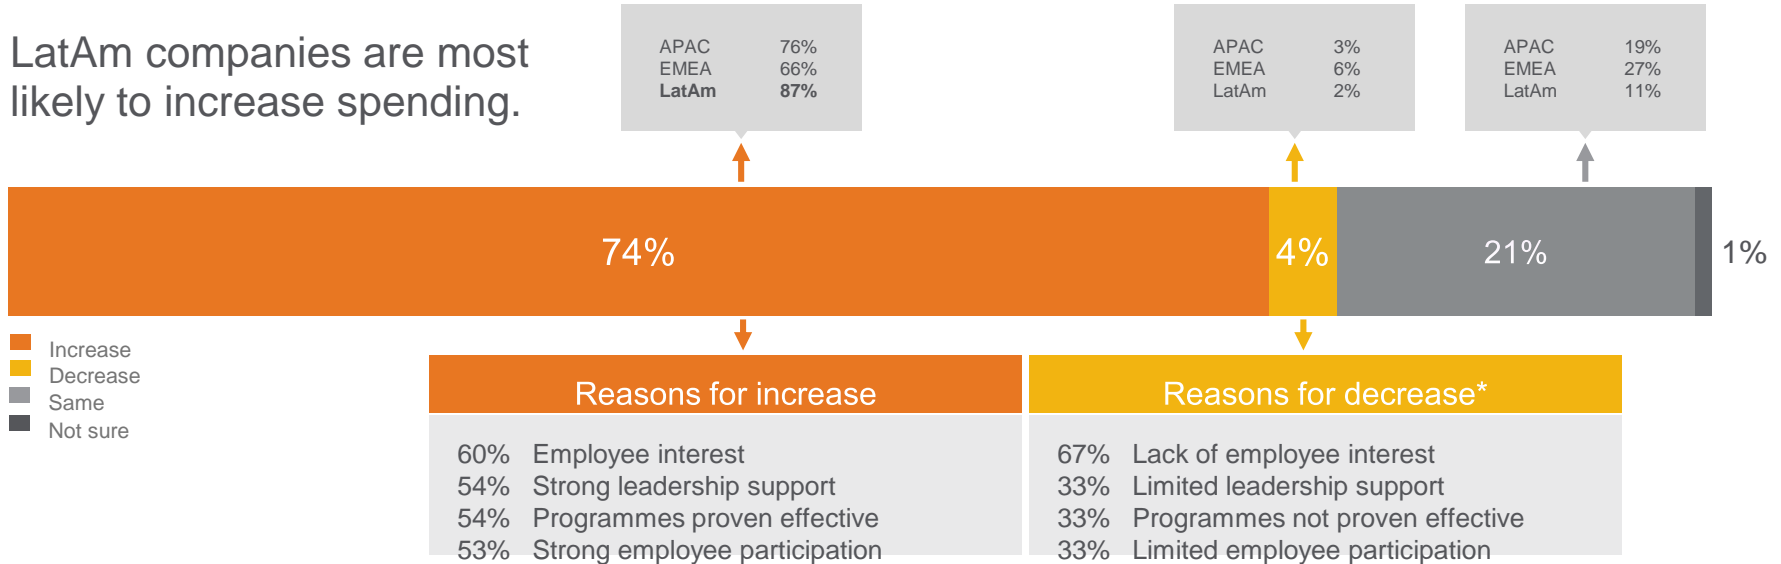 LatAm companies are most
likely to increase spending.
APAC 76%
EMEA 66%
LatAm 87%
APAC 3%
EMEA 6%
LatAm 2%
APAC 19%
EMEA 27%
LatAm 11%
74%
4%
21%
1%
Increase
Decrease
Same
Not sure
Reasons for increase
60% Employee interest
54% Strong leadership support
54% Programmes proven effective
53% Strong employee participation
Reasons for decrease*
67% Lack of employee interest
33% Limited leadership support
33% Programmes not proven effective
33% Limited employee participation